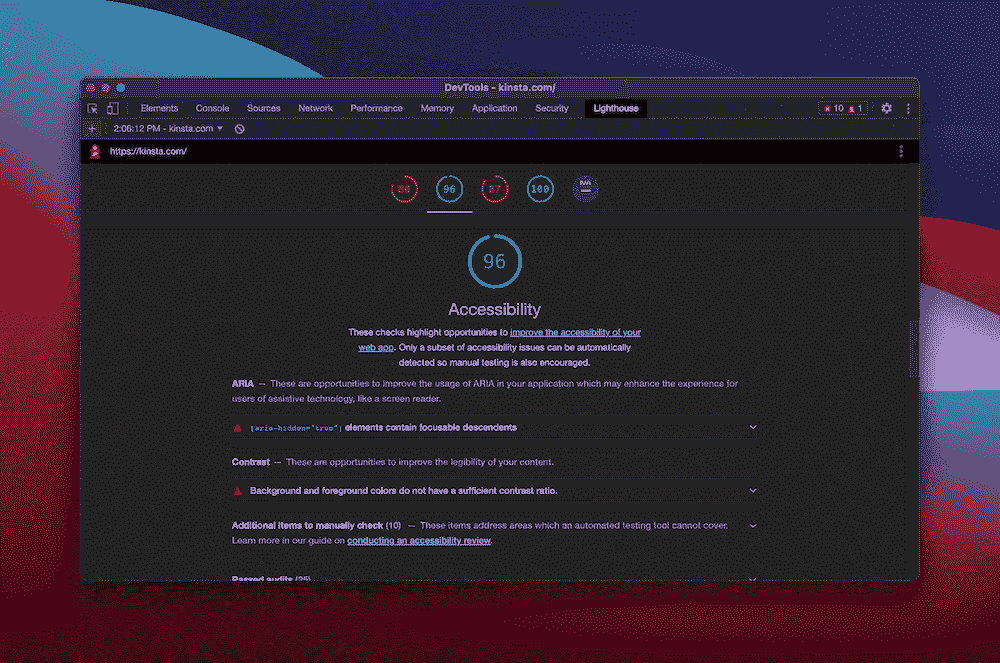 DevTools - kinsta.com/
Elements Console Sources Network Performance Memory Application Security Lighthouse 10 1
2:06:12 PM - kinsta.com
https://kinsta.com/
96 100
96
Accessibility
These checks highlight opportunities to improve the accessibility of your
web app. Only a subset of accessibility issues can be automatically
detected so manual testing is also encouraged.
ARIA — These are opportunities to improve the usage of ARIA in your application which may enhance the experience for
users of assistive technology, like a screen reader.
[aria-hidden="true"] elements contain focusable descendents
Contrast — These are opportunities to improve the legibility of your content.
Background and foreground colors do not have a sufficient contrast ratio.
Additional items to manually check (10) — These items address areas which an automated testing tool cannot cover.
Learn more in our guide on conducting an accessibility review.
Passed audits